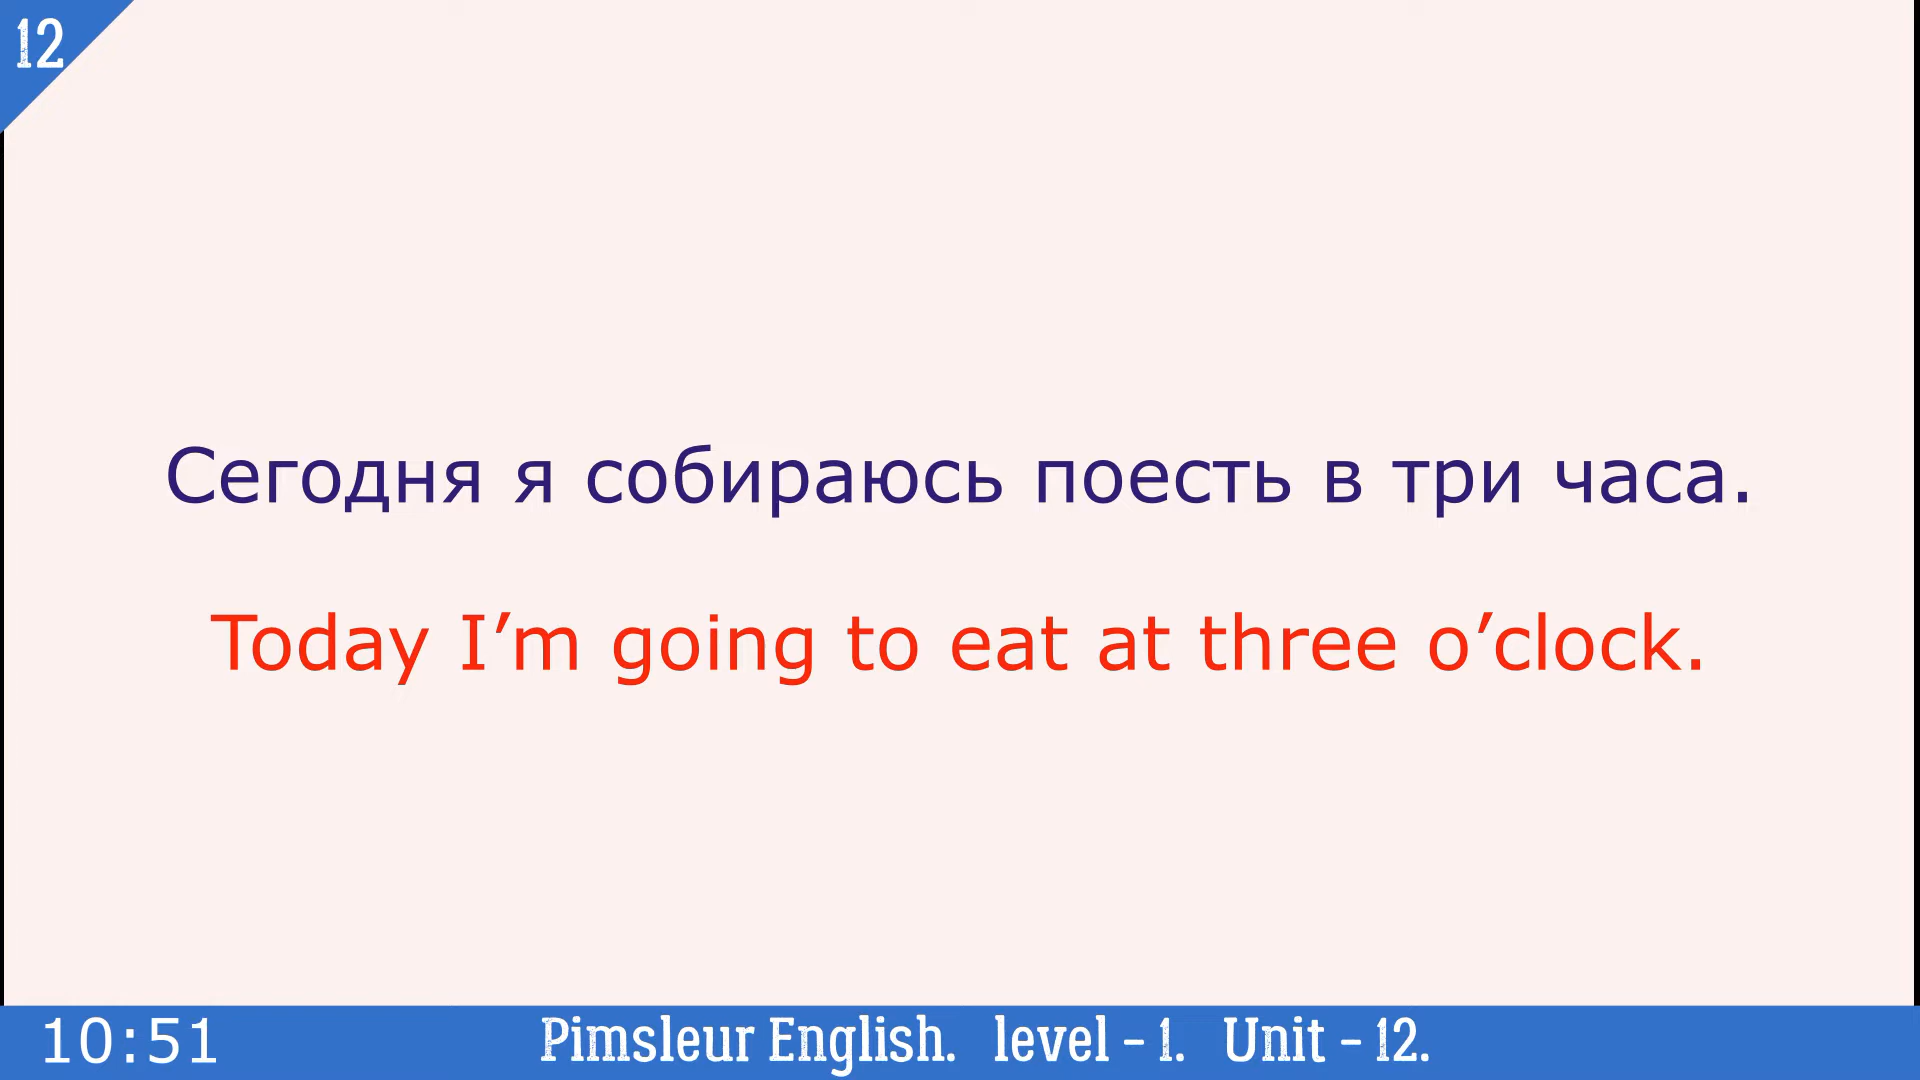 12
Сегодня я собираюсь поесть в три часа.
Today I’m going to eat at three o’clock.
10:51 Pimsleur English. level – 1. Unit – 12.